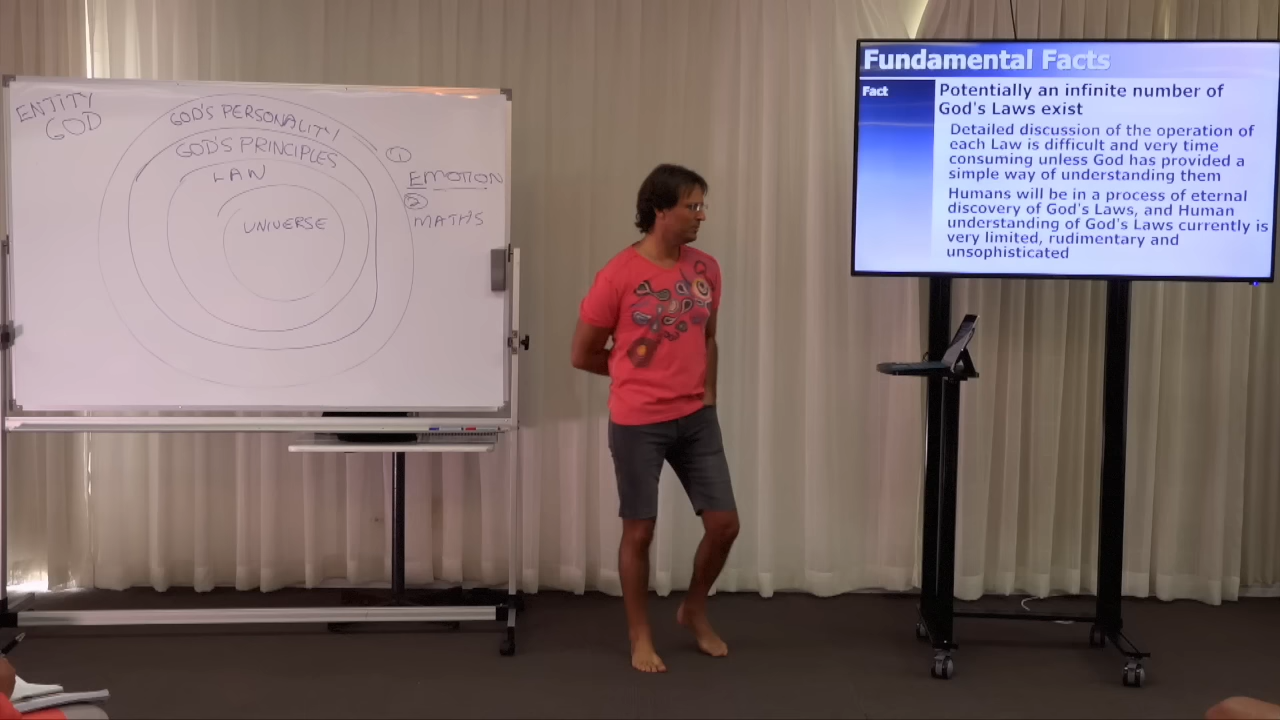 ENTITY
GOD
GOD'S PERSONALITY
GOD'S PRINCIPLES
LAW
UNIVERSE
1
EMOTION
2
MATHS
Fundamental Facts
Fact
Potentially an infinite number of
God's Laws exist
Detailed discussion of the operation of
each Law is difficult and very time
consuming unless God has provided a
simple way of understanding them
Humans will be in a process of eternal
discovery of God's Laws, and Human
understanding of God's Laws currently is
very limited, rudimentary and
unsophisticated